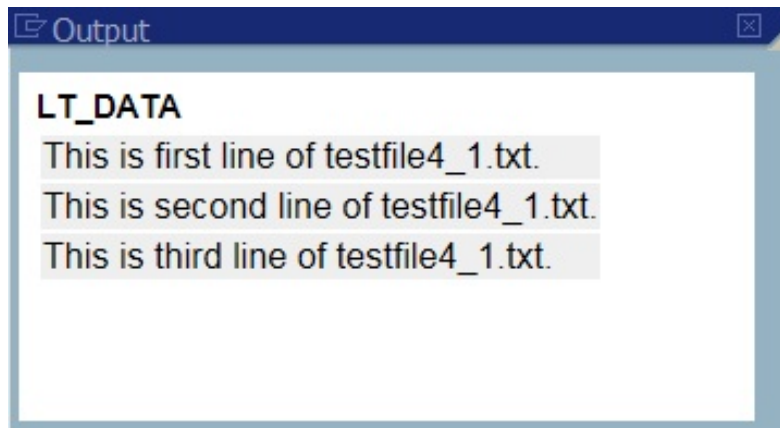 Output
LT_DATA
This is first line of testfile4_1.txt.
This is second line of testfile4_1.txt.
This is third line of testfile4_1.txt.